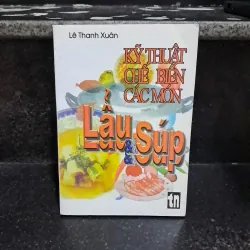 Lê Thanh Xuân
KỸ THUẬT
CHẾ BIẾN
CÁC MÓN
Lẩu & Súp
tn